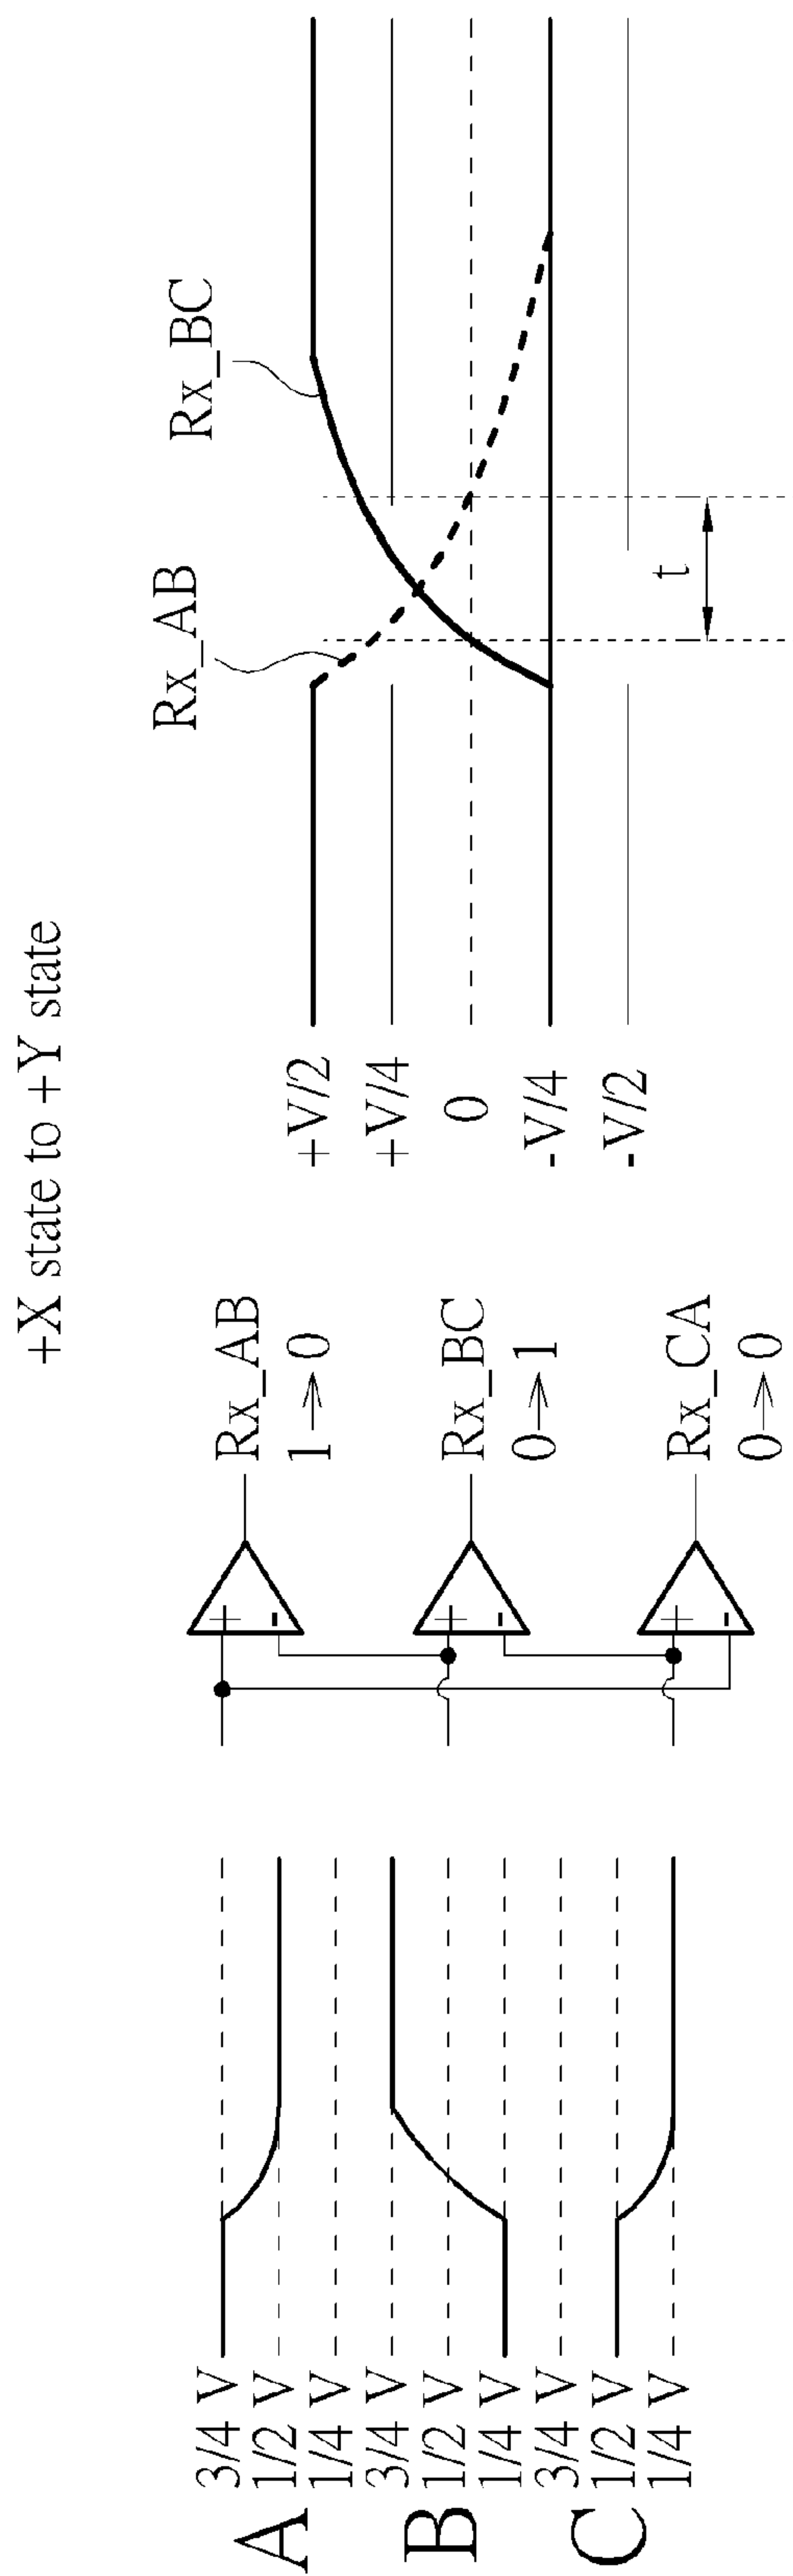 +X state to +Y state
A
3/4 V
1/2 V
1/4 V
B
3/4 V
1/2 V
1/4 V
C
3/4 V
1/2 V
1/4 V
+
-
Rx_AB
1→0
+
-
Rx_BC
0→1
+
-
Rx_CA
0→0
+V/2
+V/4
0
-V/4
-V/2
Rx_AB
Rx_BC
t